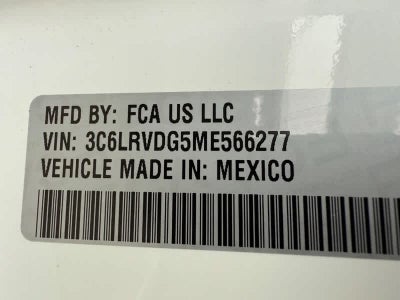 MFD BY: FCA US LLC
VIN: 3C6LRVDG5ME566277
VEHICLE MADE IN: MEXICO